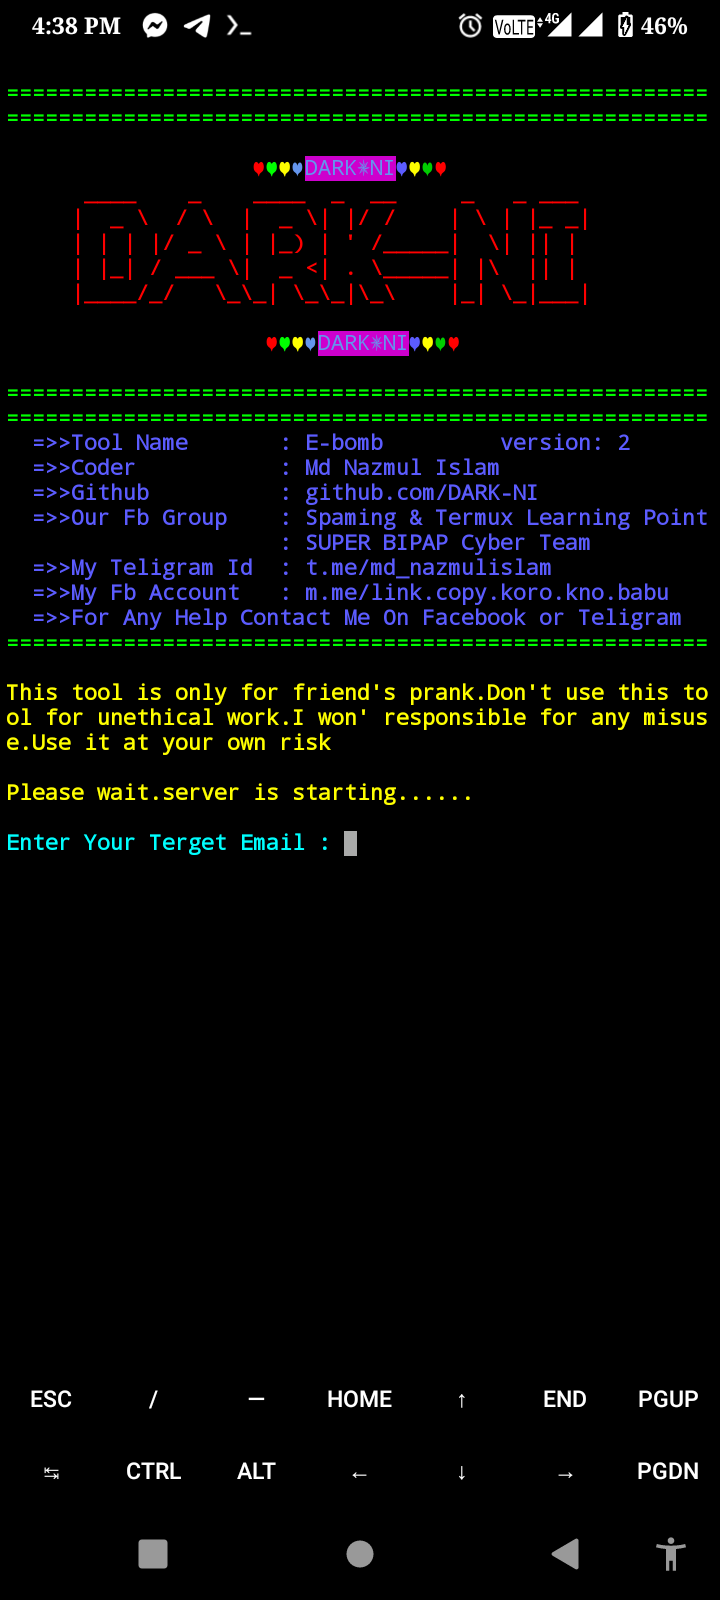 4:38 PM VoLTE 4G 46%
==================================================​====
======================================================
♥♥♥♥DARK☀NI♥♥♥♥
DARK-NI
♥♥♥♥DARK☀NI♥♥♥♥
======================================================
======================================================
=>>Tool Name : E-bomb version: 2
=>>Coder : Md Nazmul Islam
=>>Github : github.com/DARK-NI
=>>Our Fb Group : Spaming & Termux Learning Point
: SUPER BIPAP Cyber Team
=>>My Teligram Id : t.me/md_nazmulislam
=>>My Fb Account : m.me/link.copy.koro.kno.babu
=>>For Any Help Contact Me On Facebook or Teligram
======================================================
This tool is only for friend's prank.Don't use this to
ol for unethical work.I won' responsible for any misus
e.Use it at your own risk
Please wait.server is starting......
Enter Your Terget Email :
ESC / — HOME ↑ END PGUP
↹ CTRL ALT ← ↓ → PGDN